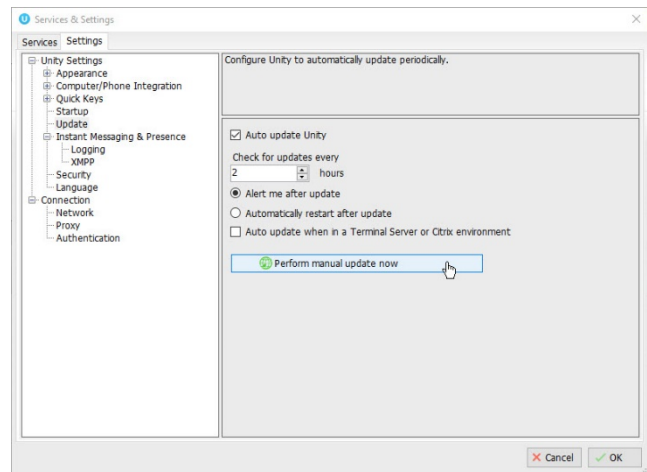 Services & Settings
Services Settings
Unity Settings
Appearance
Computer/Phone Integration
Quick Keys
Startup
Update
Instant Messaging & Presence
Logging
XMPP
Security
Language
Connection
Network
Proxy
Authentication
Configure Unity to automatically update periodically.
Auto update Unity
Check for updates every
2 hours
Alert me after update
Automatically restart after update
Auto update when in a Terminal Server or Citrix environment
Perform manual update now
Cancel OK